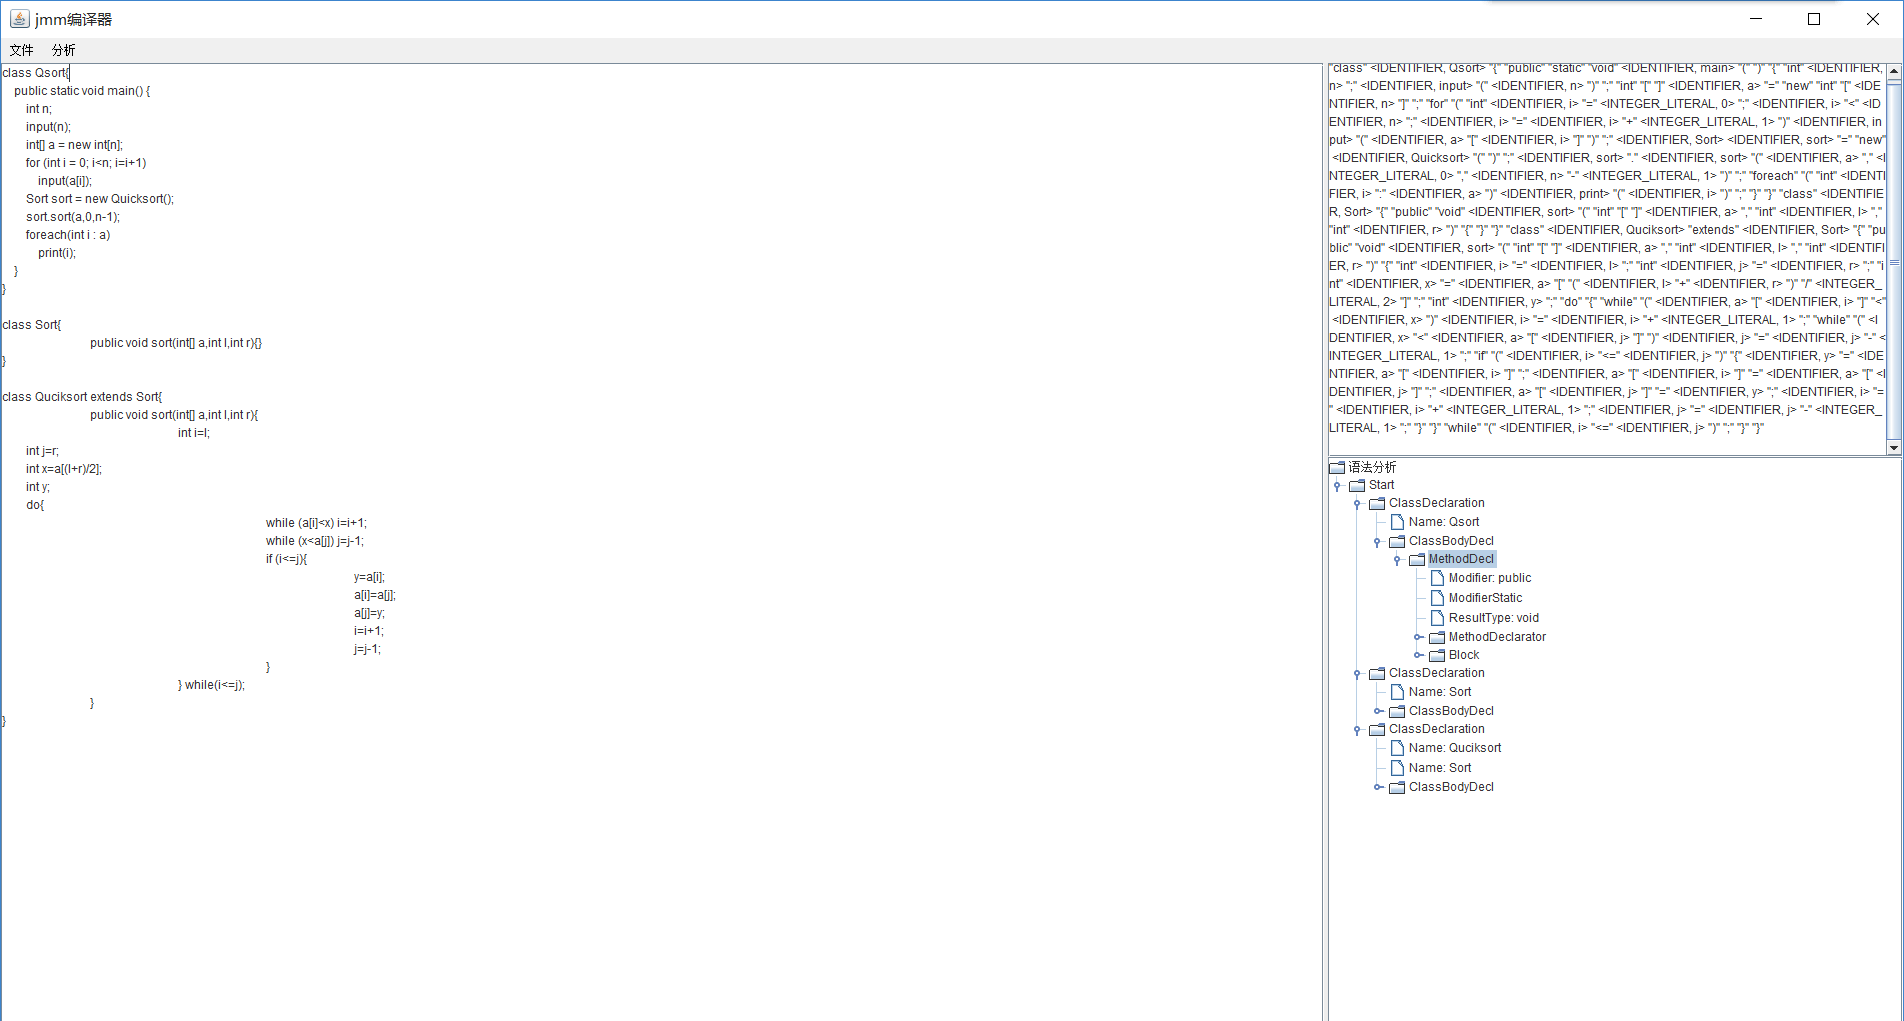 jmm编译器
文件 分析
class Qsort{
public static void main() {
int n;
input(n);
int[] a = new int[n];
for (int i = 0; i<n; i=i+1)
input(a[i]);
Sort sort = new Quicksort();
sort.sort(a,0,n-1);
foreach(int i : a)
print(i);
}
}
class Sort{
public void sort(int[] a,int l,int r){}
}
class Quciksort extends Sort{
public void sort(int[] a,int l,int r){
int i=l;
int j=r;
int x=a[(l+r)/2];
int y;
do{
while (a[i]<x) i=i+1;
while (x<a[j]) j=j-1;
if (i<=j){
y=a[i];
a[i]=a[j];
a[j]=y;
i=i+1;
j=j-1;
}
} while(i<=j);
}
}
"class" <IDENTIFIER, Qsort> "{" "public" "static" "void" <IDENTIFIER, main> "(" ")" "{" "int" <IDENTIFIER,
n> ";" <IDENTIFIER, input> "(" <IDENTIFIER, n> ")" ";" "int" "[" "]" <IDENTIFIER, a> "=" "new" "int" "[" <IDE
NTIFIER, n> "]" ";" "for" "(" "int" <IDENTIFIER, i> "=" <INTEGER_LITERAL, 0> ";" <IDENTIFIER, i> "<" <ID
ENTIFIER, n> ";" <IDENTIFIER, i> "=" <IDENTIFIER, i> "+" <INTEGER_LITERAL, 1> ")" <IDENTIFIER, in
put> "(" <IDENTIFIER, a> "[" <IDENTIFIER, i> "]" ")" ";" <IDENTIFIER, Sort> <IDENTIFIER, sort> "=" "new"
<IDENTIFIER, Quicksort> "(" ")" ";" <IDENTIFIER, sort> "." <IDENTIFIER, sort> "(" <IDENTIFIER, a> "," <I
NTEGER_LITERAL, 0> "," <IDENTIFIER, n> "-" <INTEGER_LITERAL, 1> ")" ";" "foreach" "(" "int" <IDENTI
FIER, i> ":" <IDENTIFIER, a> ")" <IDENTIFIER, print> "(" <IDENTIFIER, i> ")" ";" "}" "}" "class" <IDENTIFIE
R, Sort> "{" "public" "void" <IDENTIFIER, sort> "(" "int" "[" "]" <IDENTIFIER, a> "," "int" <IDENTIFIER, l> ","
"int" <IDENTIFIER, r> ")" "{" "}" "}" "class" <IDENTIFIER, Quciksort> "extends" <IDENTIFIER, Sort> "{" "pu
blic" "void" <IDENTIFIER, sort> "(" "int" "[" "]" <IDENTIFIER, a> "," "int" <IDENTIFIER, l> "," "int" <IDENTIFI
ER, r> ")" "{" "int" <IDENTIFIER, i> "=" <IDENTIFIER, l> ";" "int" <IDENTIFIER, j> "=" <IDENTIFIER, r> ";" "i
nt" <IDENTIFIER, x> "=" <IDENTIFIER, a> "[" "(" <IDENTIFIER, l> "+" <IDENTIFIER, r> ")" "/" <INTEGER_
LITERAL, 2> "]" ";" "int" <IDENTIFIER, y> ";" "do" "{" "while" "(" <IDENTIFIER, a> "[" <IDENTIFIER, i> "]" "<"
<IDENTIFIER, x> ")" <IDENTIFIER, i> "=" <IDENTIFIER, i> "+" <INTEGER_LITERAL, 1> ";" "while" "(" <I
DENTIFIER, x> "<" <IDENTIFIER, a> "[" <IDENTIFIER, j> "]" ")" <IDENTIFIER, j> "=" <IDENTIFIER, j> "-" <
INTEGER_LITERAL, 1> ";" "if" "(" <IDENTIFIER, i> "<=" <IDENTIFIER, j> ")" "{" <IDENTIFIER, y> "=" <IDE
NTIFIER, a> "[" <IDENTIFIER, i> "]" ";" <IDENTIFIER, a> "[" <IDENTIFIER, i> "]" "=" <IDENTIFIER, a> "[" <I
DENTIFIER, j> "]" ";" <IDENTIFIER, a> "[" <IDENTIFIER, j> "]" "=" <IDENTIFIER, y> ";" <IDENTIFIER, i> "=
" <IDENTIFIER, i> "+" <INTEGER_LITERAL, 1> ";" <IDENTIFIER, j> "=" <IDENTIFIER, j> "-" <INTEGER_
LITERAL, 1> ";" "}" "}" "while" "(" <IDENTIFIER, i> "<=" <IDENTIFIER, j> ")" ";" "}" "}"
语法分析
Start
ClassDeclaration
Name: Qsort
ClassBodyDecl
MethodDecl
Modifier: public
ModifierStatic
ResultType: void
MethodDeclarator
Block
ClassDeclaration
Name: Sort
ClassBodyDecl
ClassDeclaration
Name: Quciksort
Name: Sort
ClassBodyDecl